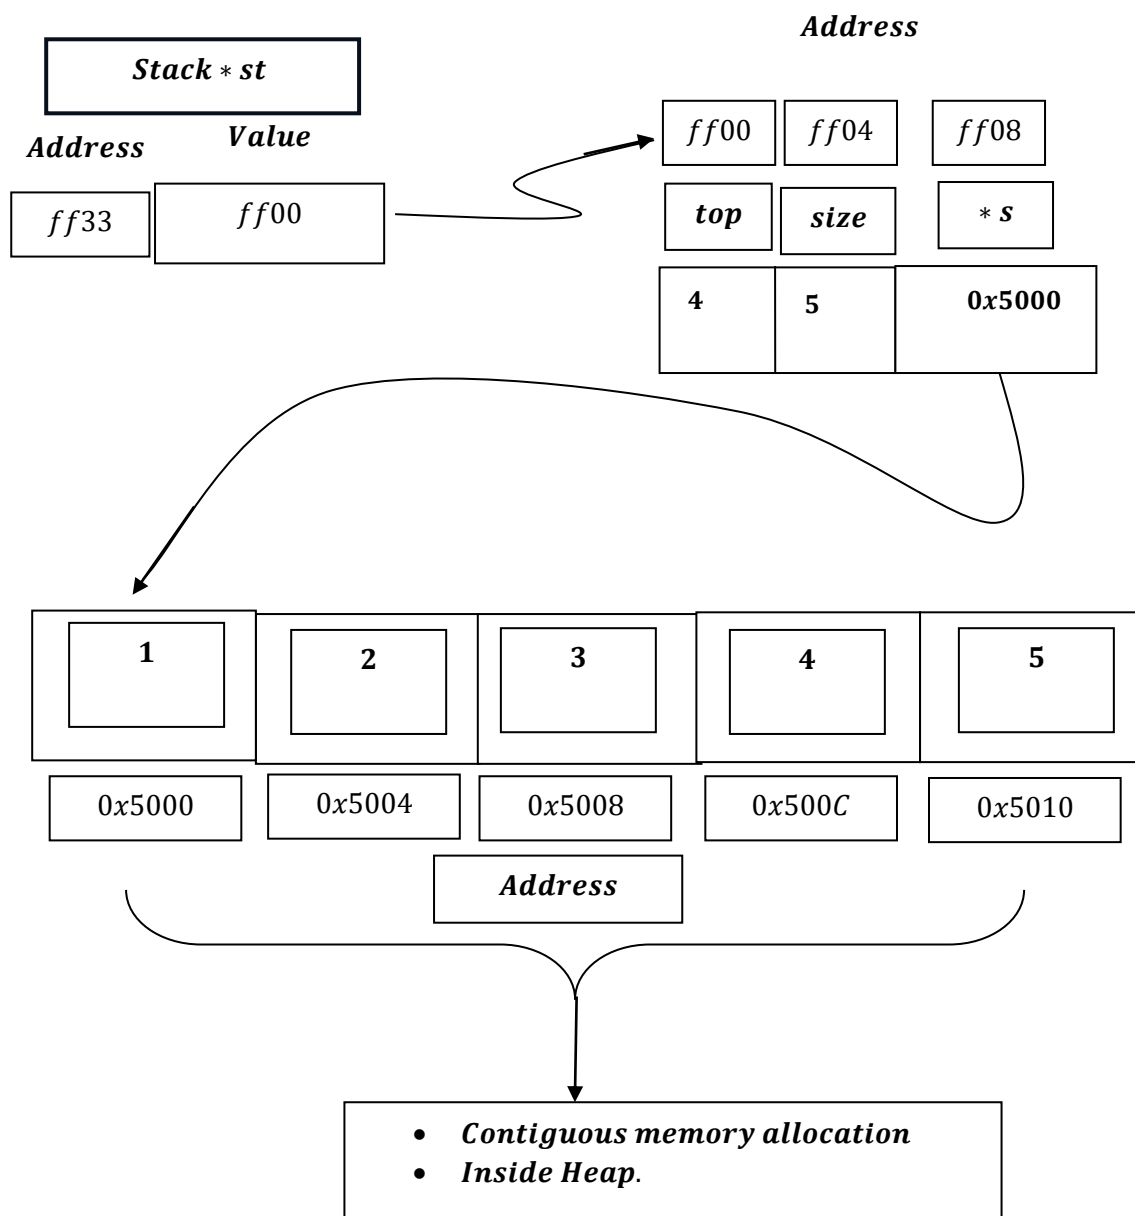 Address
Stack * st
Address Value
ff33 ff00
ff00 ff04 ff08
top size * s
4 5 0x5000
1 2 3 4 5
0x5000 0x5004 0x5008 0x500C 0x5010
Address
• Contiguous memory allocation
• Inside Heap.